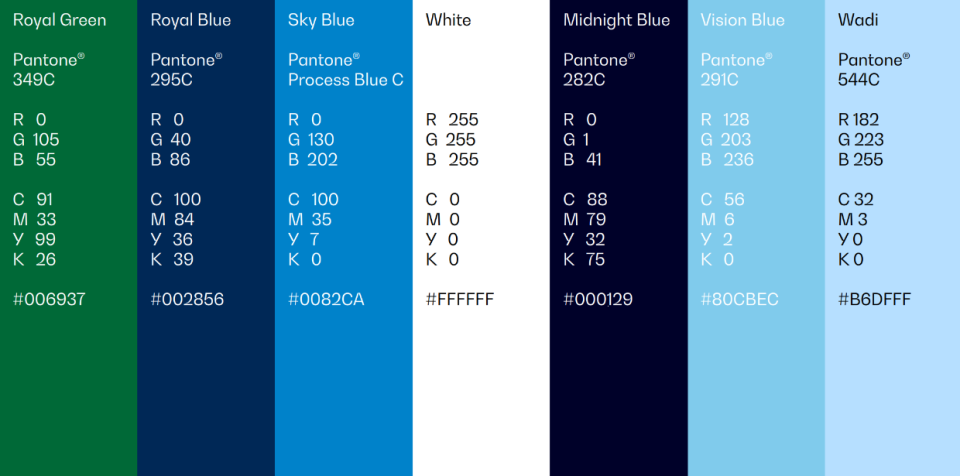 Royal Green
Pantone®
349C
R 0
G 105
B 55
C 91
M 33
Y 99
K 26
#006937
Royal Blue
Pantone®
295C
R 0
G 40
B 86
C 100
M 84
Y 36
K 39
#002856
Sky Blue
Pantone®
Process Blue C
R 0
G 130
B 202
C 100
M 35
Y 7
K 0
#0082CA
White
R 255
G 255
B 255
C 0
M 0
Y 0
K 0
#FFFFFF
Midnight Blue
Pantone®
282C
R 0
G 1
B 41
C 88
M 79
Y 32
K 75
#000129
Vision Blue
Pantone®
291C
R 128
G 203
B 236
C 56
M 6
Y 2
K 0
#80CBEC
Wadi
Pantone®
544C
R 182
G 223
B 255
C 32
M 3
Y 0
K 0
#B6DFFF